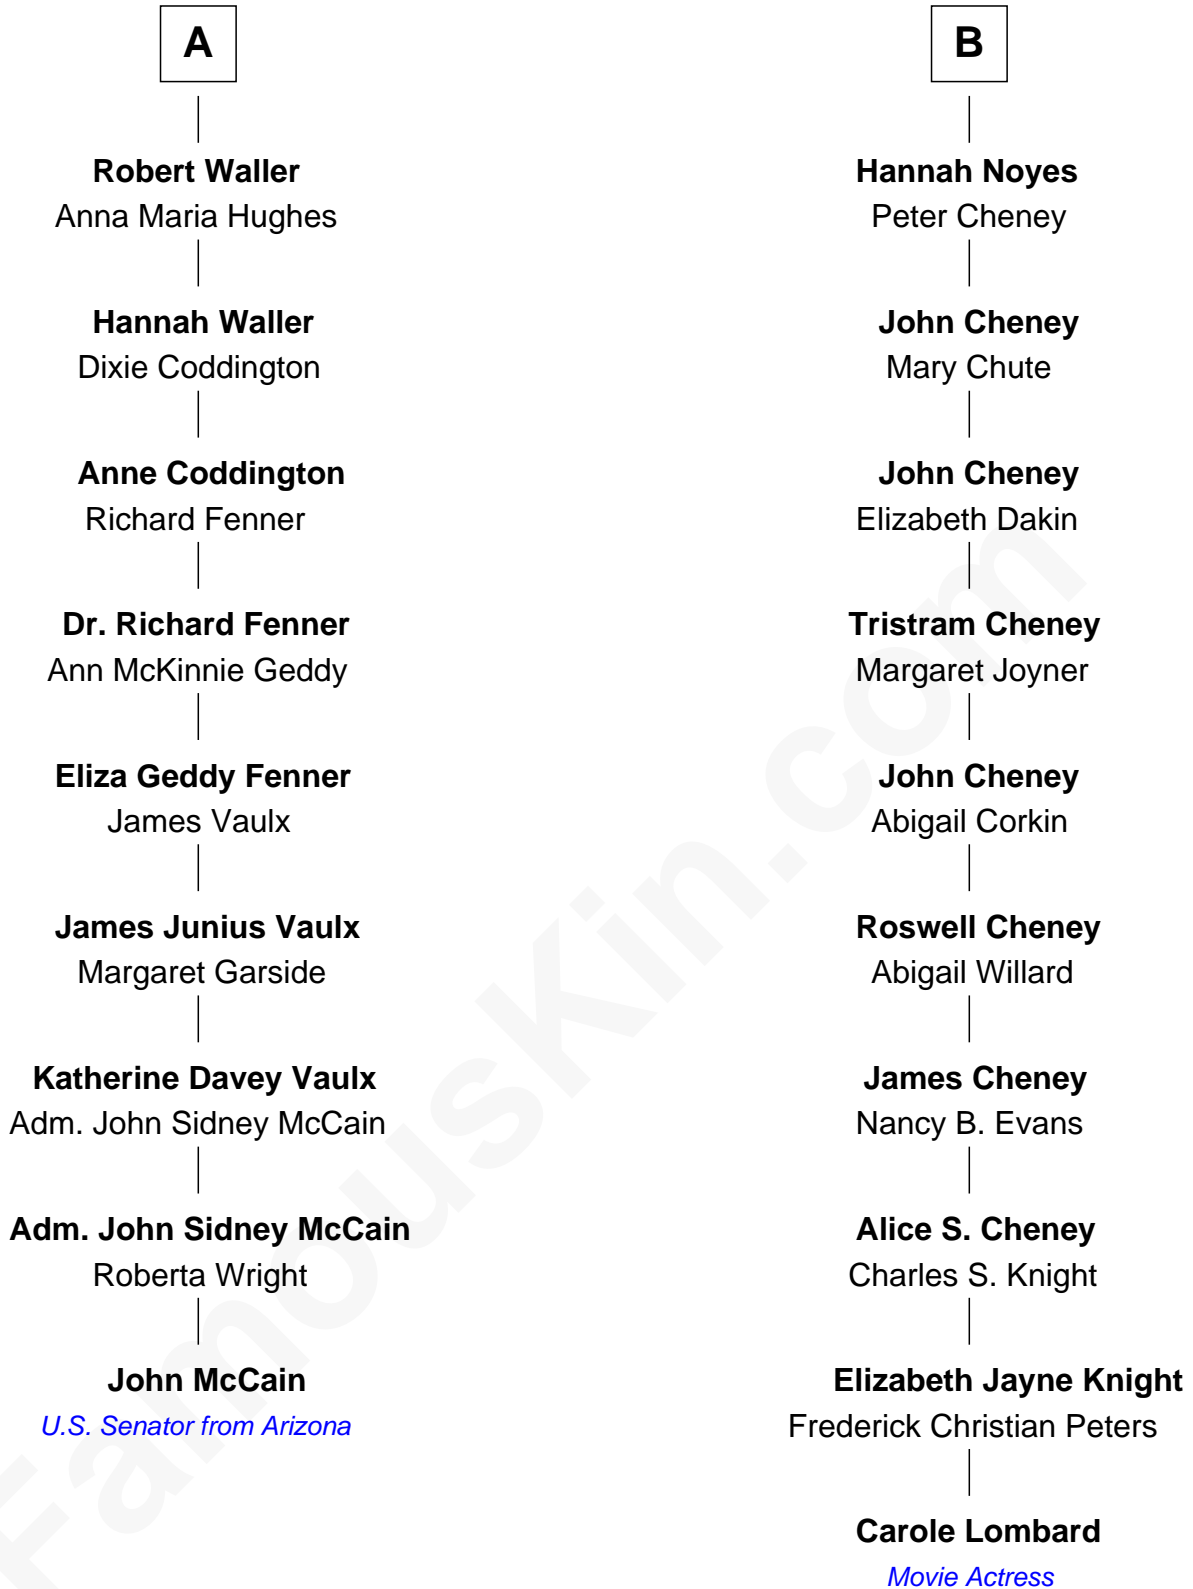 A
Robert Waller
Anna Maria Hughes
Hannah Waller
Dixie Coddington
Anne Coddington
Richard Fenner
Dr. Richard Fenner
Ann McKinnie Geddy
Eliza Geddy Fenner
James Vaulx
James Junius Vaulx
Margaret Garside
Katherine Davey Vaulx
Adm. John Sidney McCain
Adm. John Sidney McCain
Roberta Wright
John McCain
U.S. Senator from Arizona
B
Hannah Noyes
Peter Cheney
John Cheney
Mary Chute
John Cheney
Elizabeth Dakin
Tristram Cheney
Margaret Joyner
John Cheney
Abigail Corkin
Roswell Cheney
Abigail Willard
James Cheney
Nancy B. Evans
Alice S. Cheney
Charles S. Knight
Elizabeth Jayne Knight
Frederick Christian Peters
Carole Lombard
Movie Actress
FamousKin.com